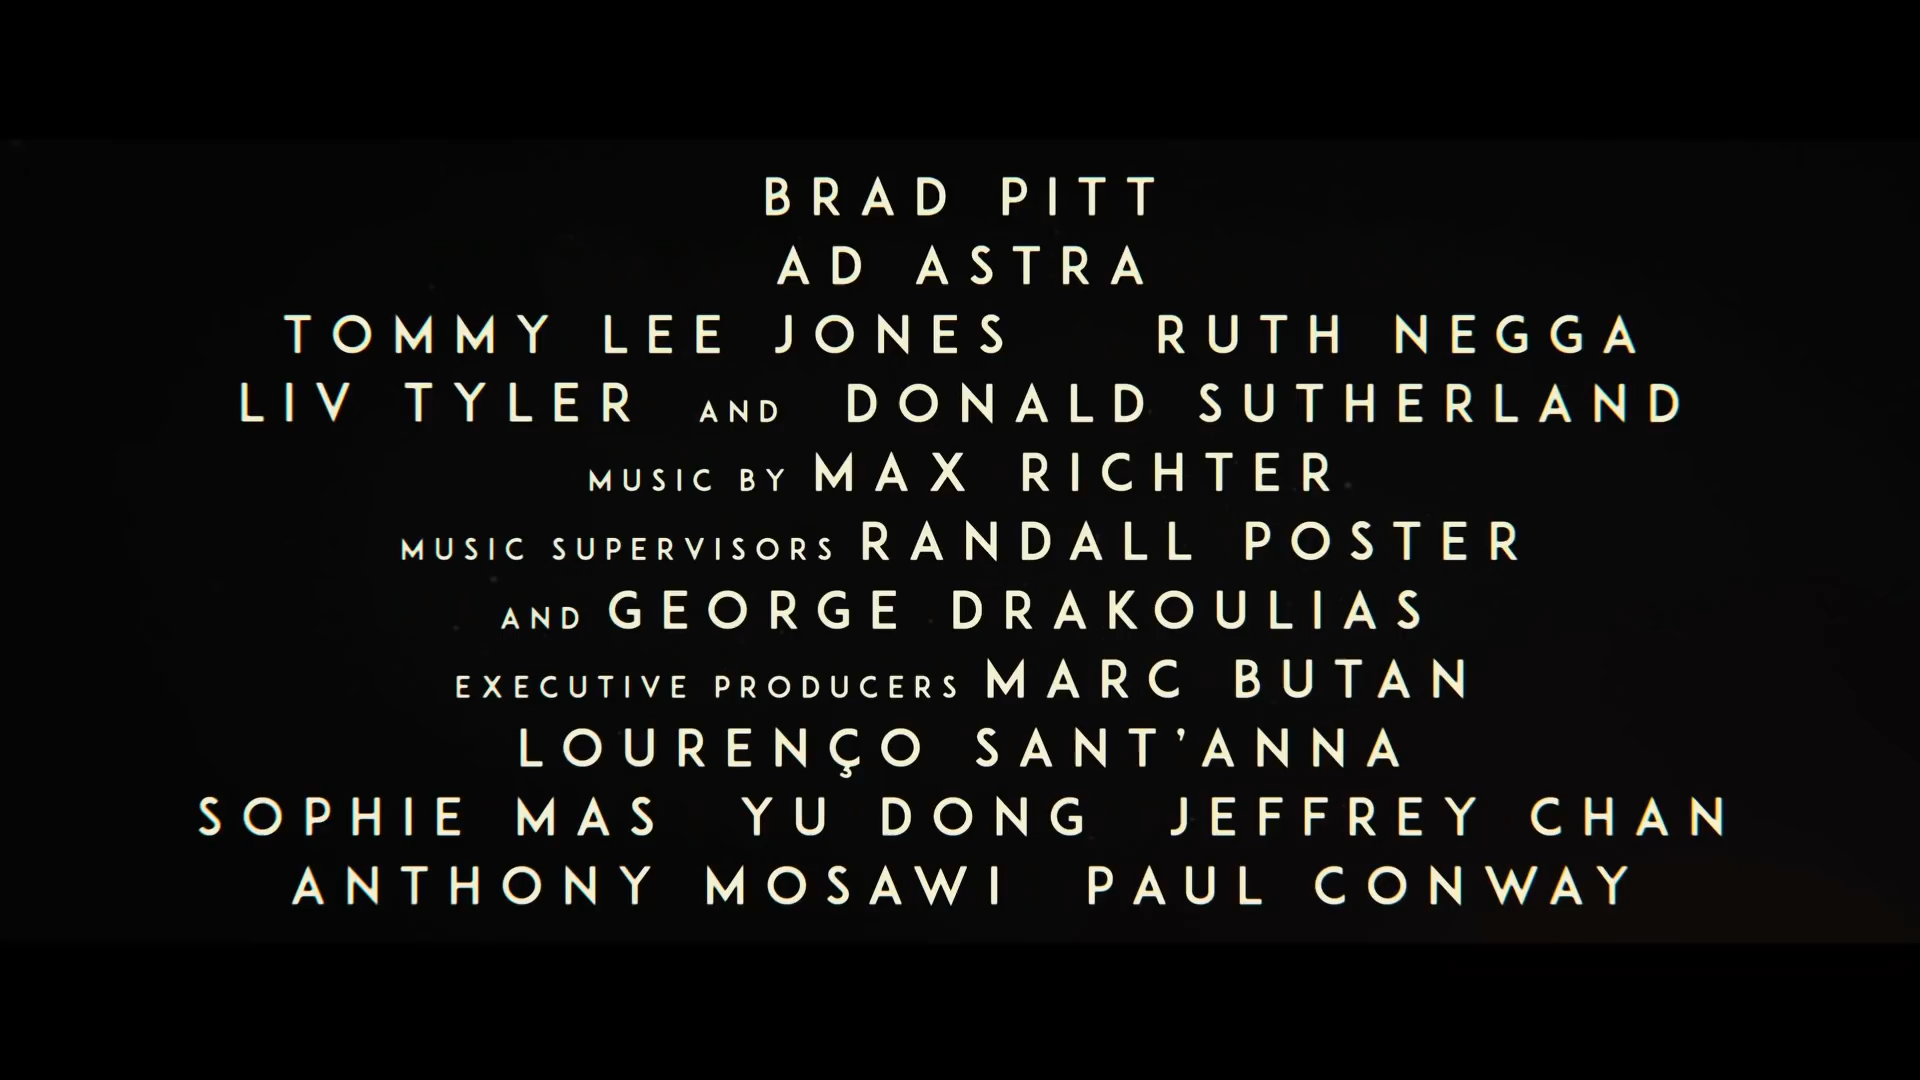 BRAD PITT
AD ASTRA
TOMMY LEE JONES RUTH NEGGA
LIV TYLER AND DONALD SUTHERLAND
MUSIC BY MAX RICHTER
MUSIC SUPERVISORS RANDALL POSTER
AND GEORGE DRAKOULIAS
EXECUTIVE PRODUCERS MARC BUTAN
LOURENÇO SANT’ANNA
SOPHIE MAS YU DONG JEFFREY CHAN
ANTHONY MOSAWI PAUL CONWAY